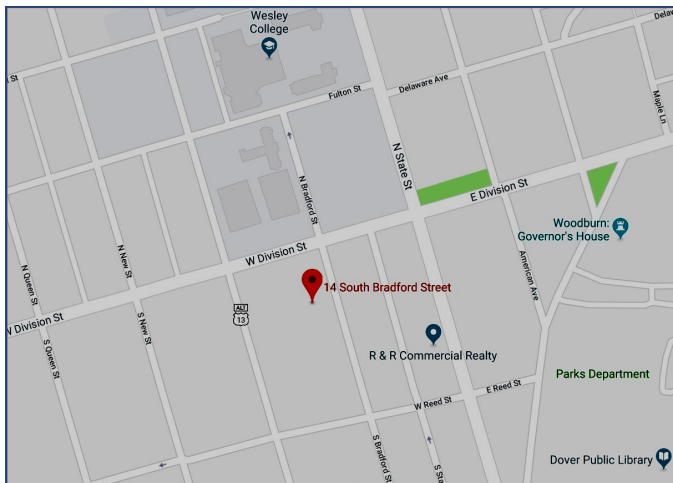 Wesley
College
Delaware Ave
Fulton St
Maple Ln
N State St
N Bradford St
E Division St
W Division St
Woodburn:
Governor's House
N New St
N Queen St
American Ave
14 South Bradford Street
ALT
13
W Division St
S New St
S Queen St
R & R Commercial Realty
Parks Department
E Reed St
W Reed St
S Bradford St
S Sta
Dover Public Library